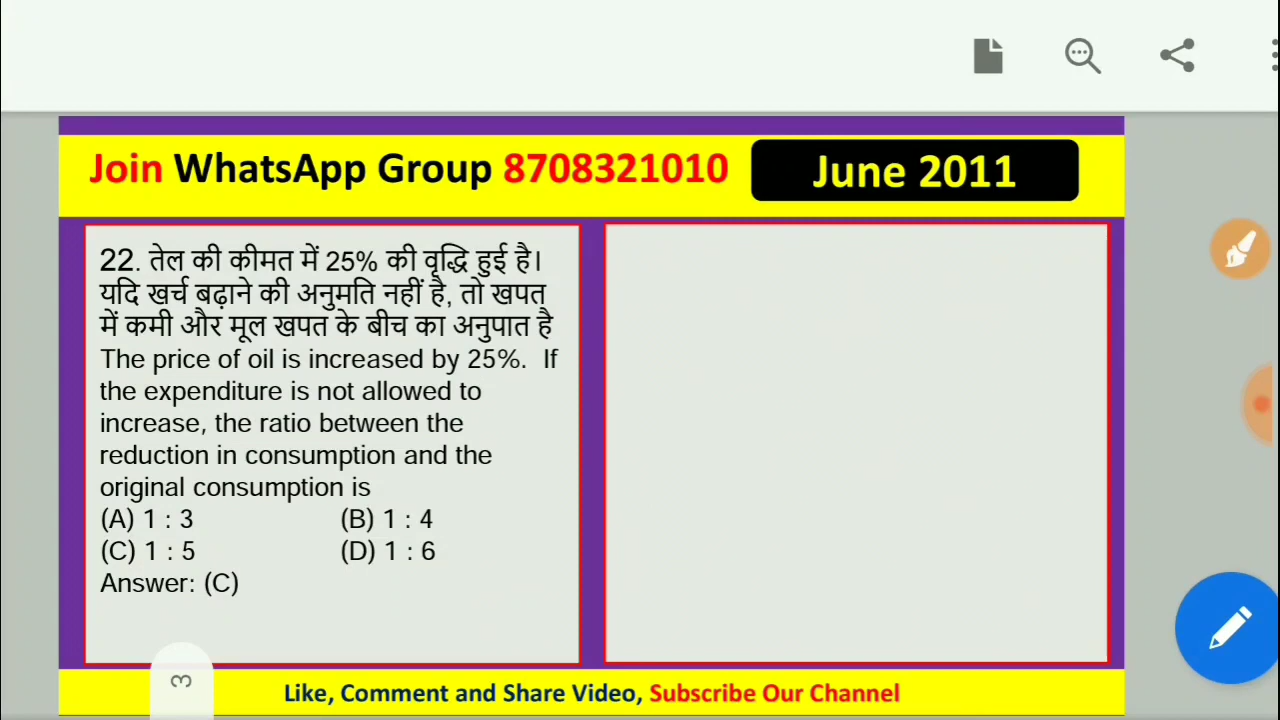 Join WhatsApp Group 8708321010
June 2011
22. तेल की कीमत में 25% की वृद्धि हुई है।
यदि खर्च बढ़ाने की अनुमति नहीं है, तो खपत
में कमी और मूल खपत के बीच का अनुपात है
The price of oil is increased by 25%. If
the expenditure is not allowed to
increase, the ratio between the
reduction in consumption and the
original consumption is
(A) 1 : 3 (B) 1 : 4
(C) 1 : 5 (D) 1 : 6
Answer: (C)
3
Like, Comment and Share Video, Subscribe Our Channel